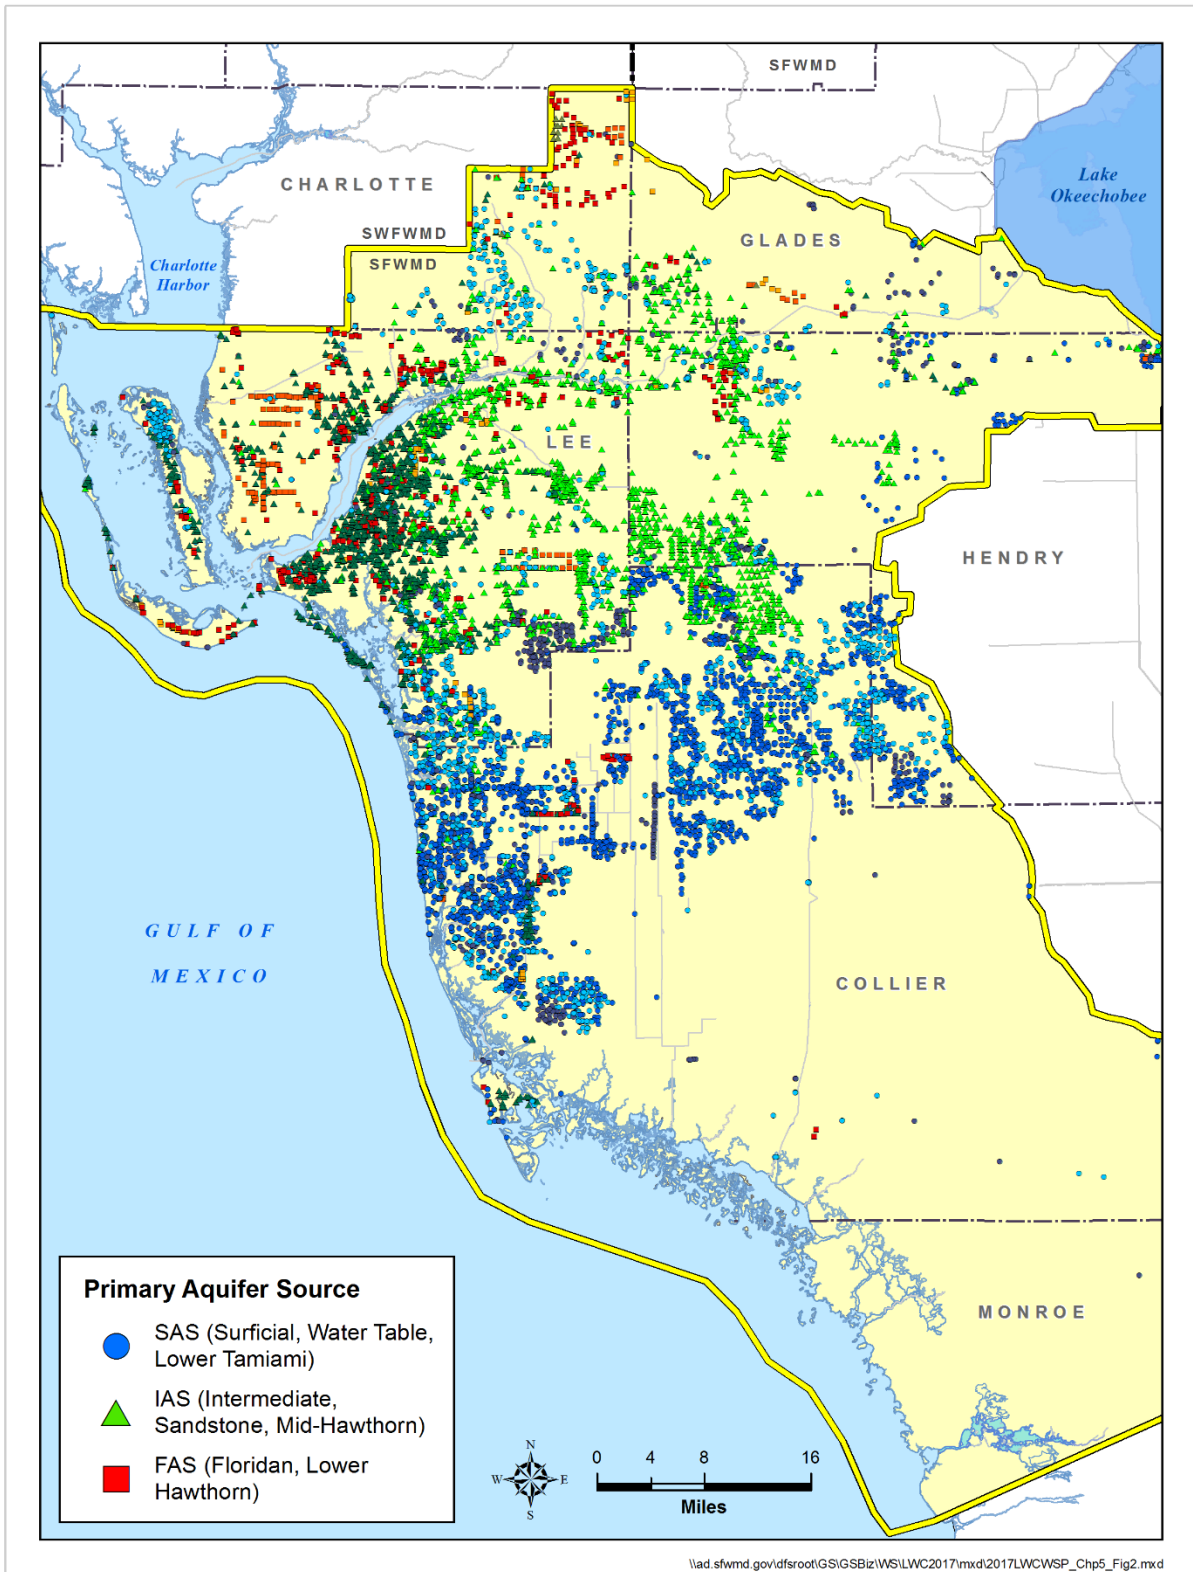 SFWMD
Lake
Okeechobee
CHARLOTTE
SWFWMD
SFWMD
GLADES
Charlotte
Harbor
LEE
HENDRY
GULF OF
MEXICO
COLLIER
MONROE
Primary Aquifer Source
SAS (Surficial, Water Table,
Lower Tamiami)
IAS (Intermediate,
Sandstone, Mid-Hawthorn)
FAS (Floridan, Lower
Hawthorn)
N
W E
S
0 4 8 16
Miles
\\ad.sfwmd.gov\dfsroot\GS\GSBiz\WS\LWC2017\mxd\2017LWCWSP_Chp5_Fig2.mxd